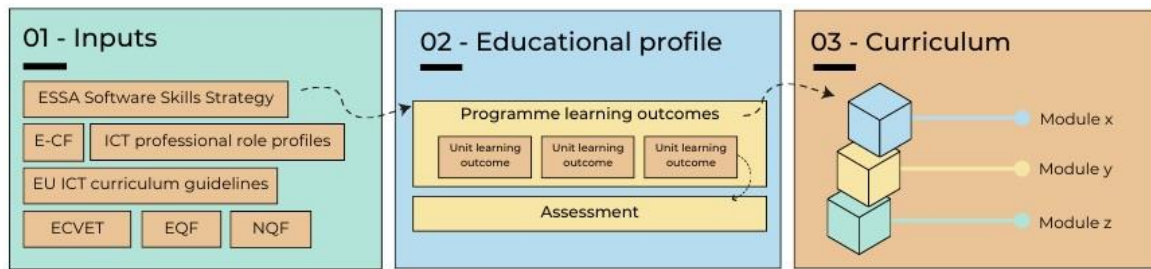 01 - Inputs
ESSA Software Skills Strategy
E-CF
ICT professional role profiles
EU ICT curriculum guidelines
ECVET
EQF
NQF
02 - Educational profile
Programme learning outcomes
Unit learning
outcome
Unit learning
outcome
Unit learning
outcome
Assessment
03 - Curriculum
Module x
Module y
Module z